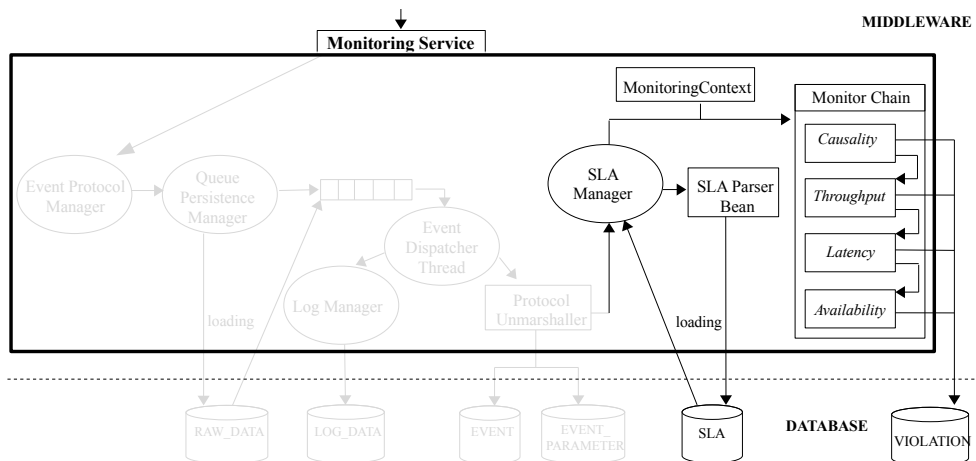 MIDDLEWARE
Monitoring Service
MonitoringContext
Monitor Chain
Causality
Throughput
Latency
Availability
SLA
Manager
SLA Parser
Bean
Event Protocol
Manager
Queue
Persistence
Manager
Event
Dispatcher
Thread
Log Manager
Protocol
Unmarshaller
loading
loading
RAW_DATA
LOG_DATA
EVENT
EVENT_
PARAMETER
SLA
DATABASE
VIOLATION